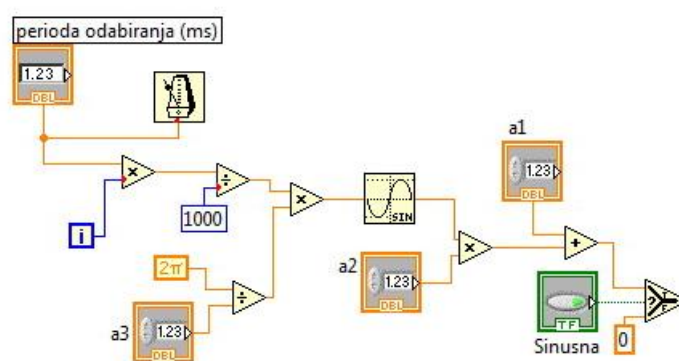 perioda odabiranja (ms)
1.23
DBL
a1
1.23
DBL
i
1000
SIN
2π
a2
1.23
DBL
a3
1.23
DBL
TF
Sinusna
0
?
F